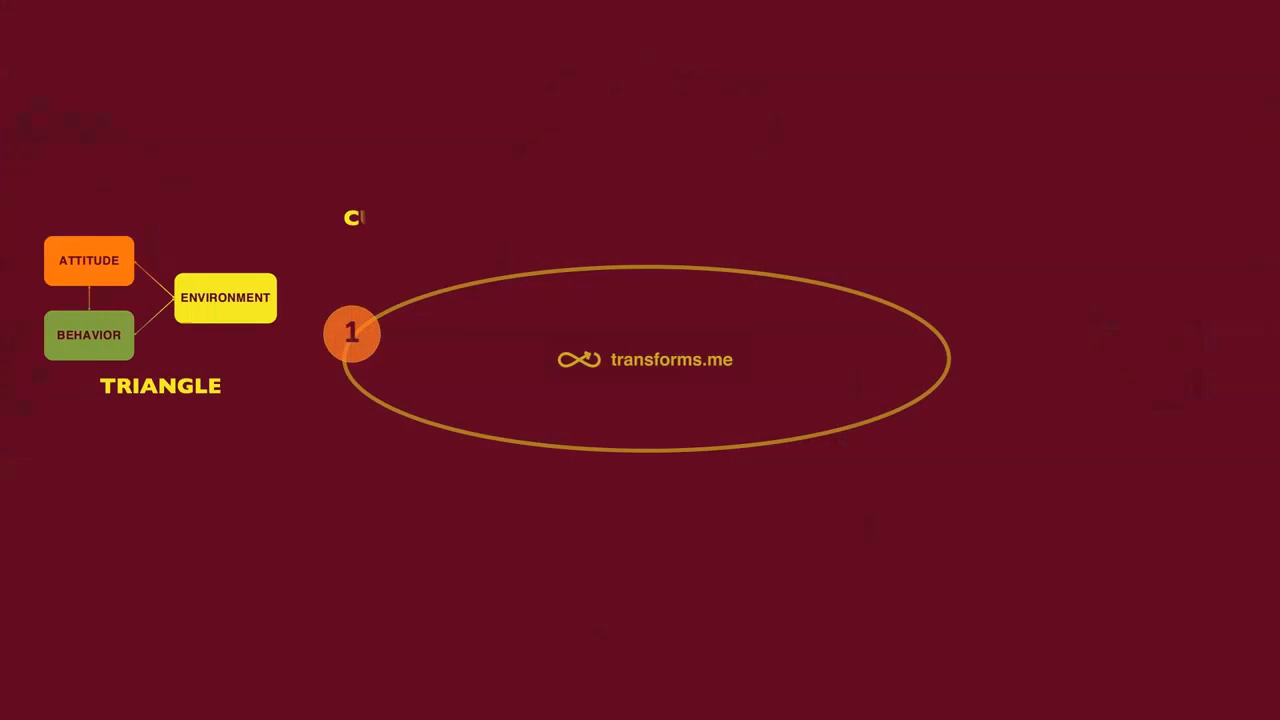 C
ATTITUDE
ENVIRONMENT
BEHAVIOR
TRIANGLE
1
transforms.me